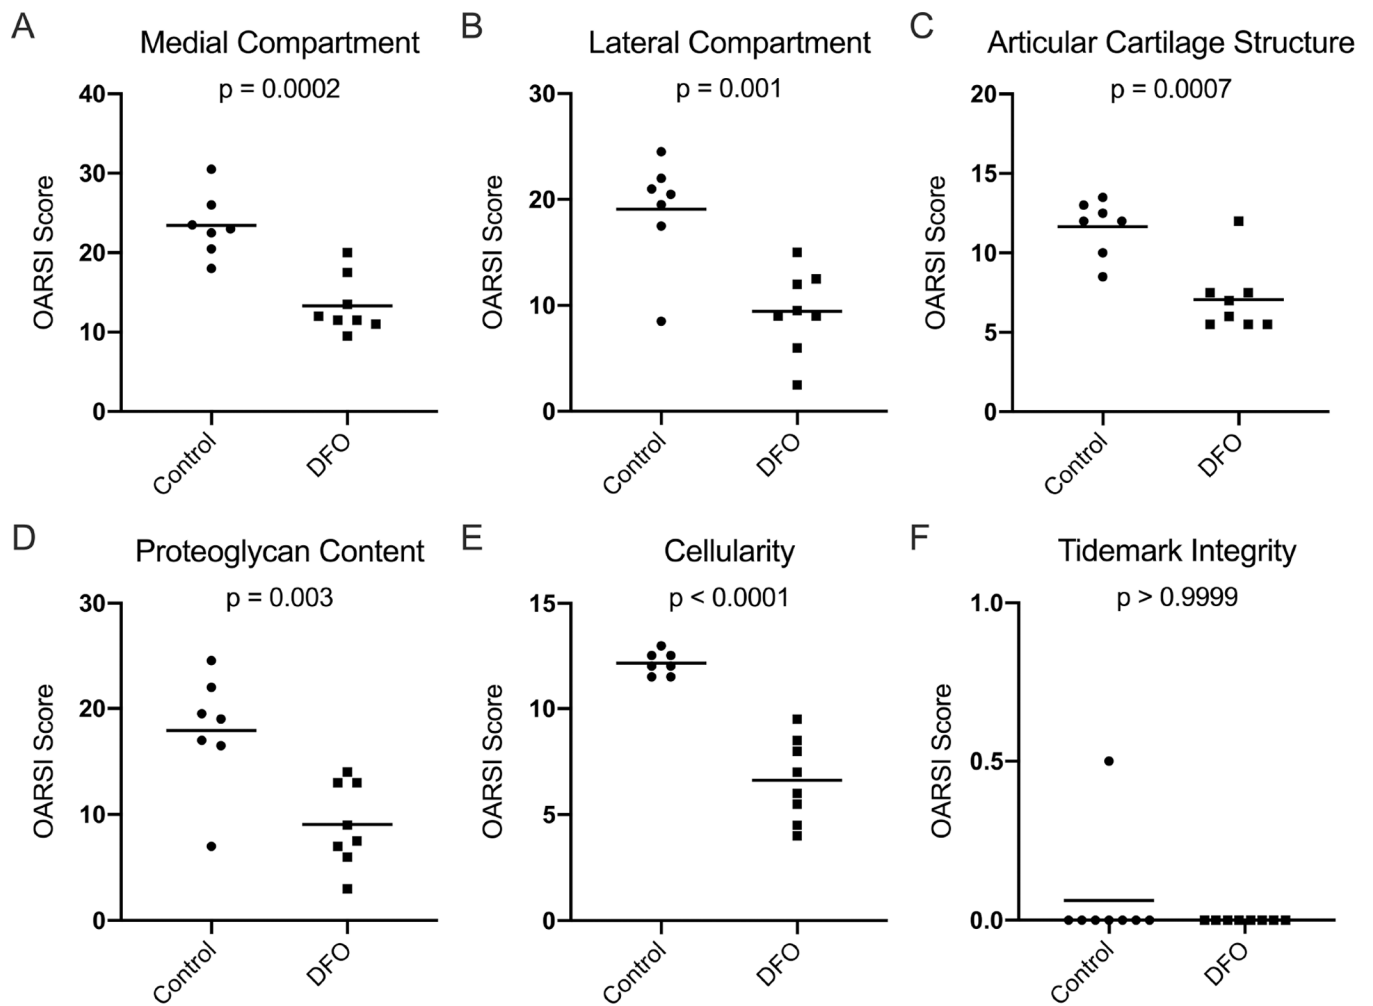 A
Medial Compartment
p = 0.0002
40
30
20
10
0
OARSI Score
Control
DFO
B
Lateral Compartment
p = 0.001
30
20
10
0
OARSI Score
Control
DFO
C
Articular Cartilage Structure
p = 0.0007
20
15
10
5
0
OARSI Score
Control
DFO
D
Proteoglycan Content
p = 0.003
30
20
10
0
OARSI Score
Control
DFO
E
Cellularity
p < 0.0001
15
10
5
0
OARSI Score
Control
DFO
F
Tidemark Integrity
p > 0.9999
1.0
0.5
0.0
OARSI Score
Control
DFO